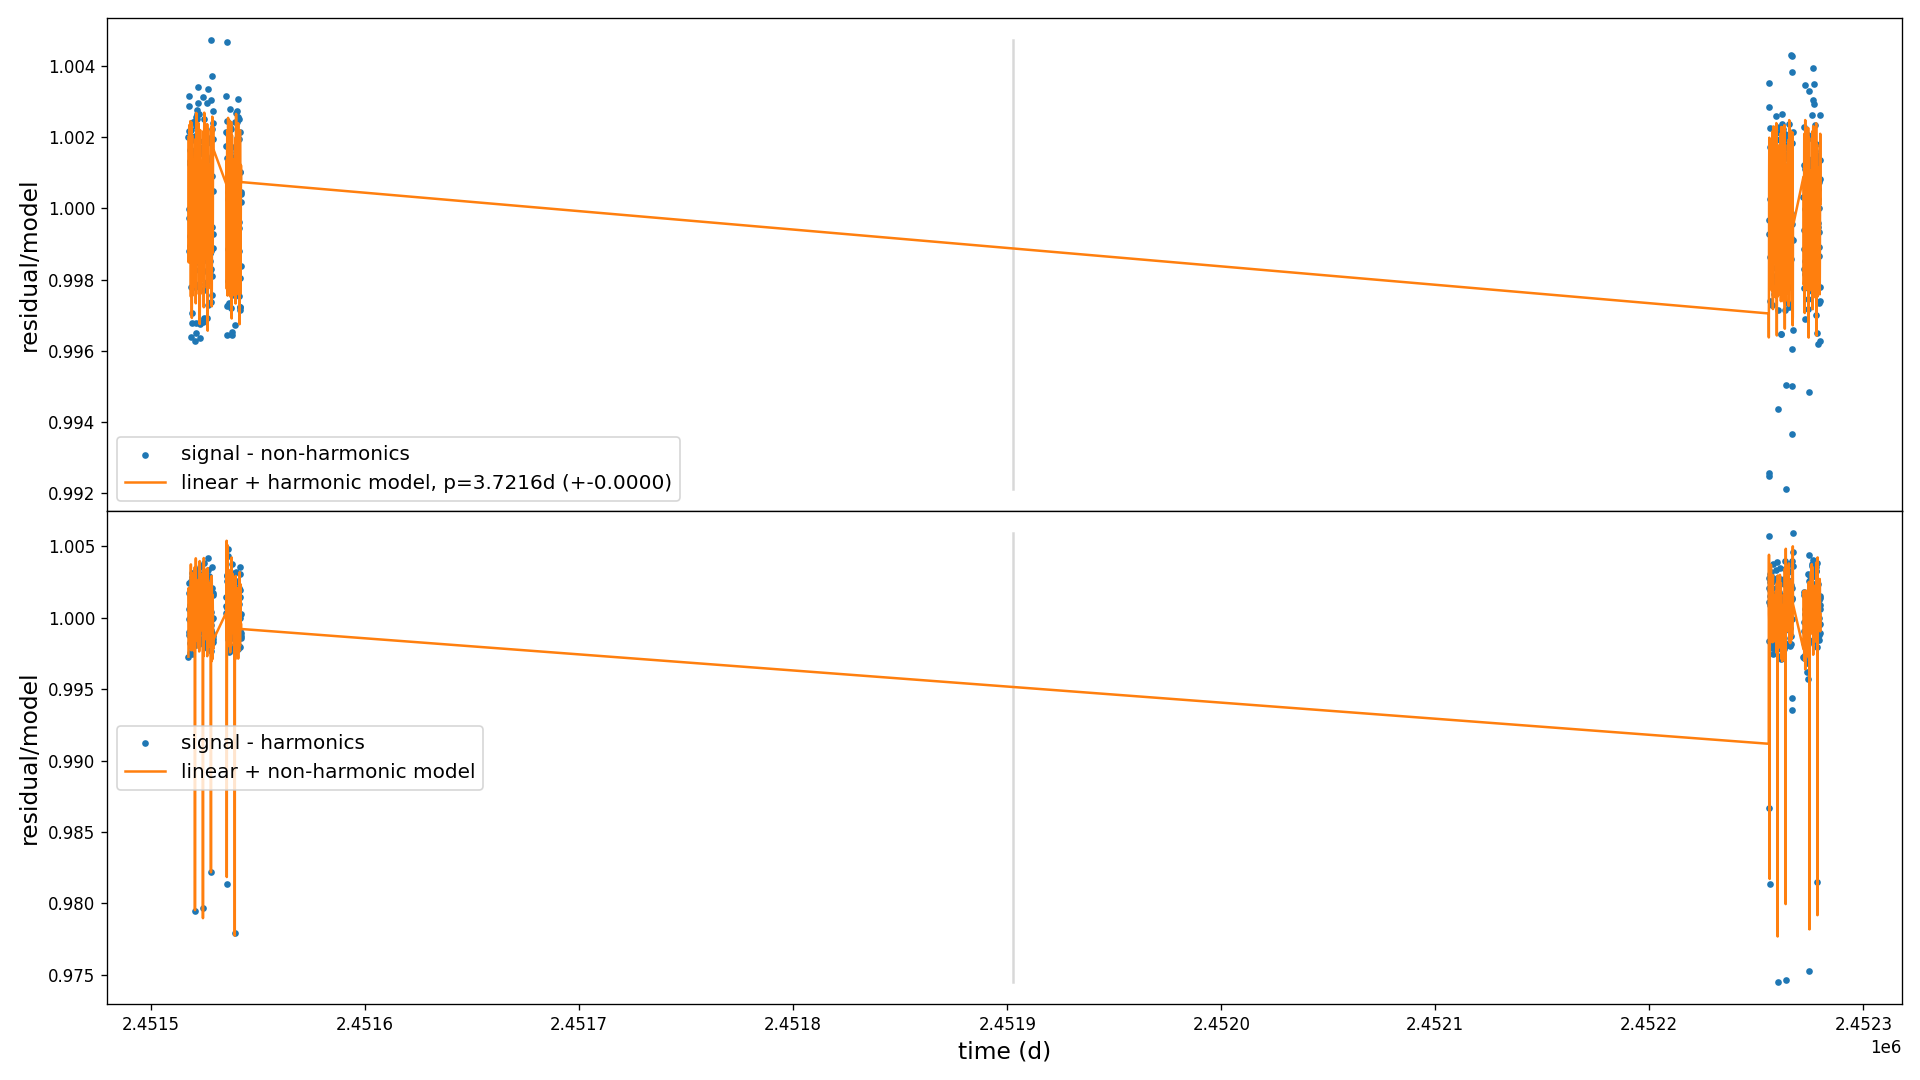 1.004
1.002
1.000
0.998
0.996
0.994
0.992
residual/model
signal - non-harmonics
linear + harmonic model, p=3.7216d (+-0.0000)
1.005
1.000
0.995
0.990
0.985
0.980
0.975
residual/model
signal - harmonics
linear + non-harmonic model
2.4515 2.4516 2.4517 2.4518 2.4519 2.4520 2.4521 2.4522 2.4523
time (d)
1e6